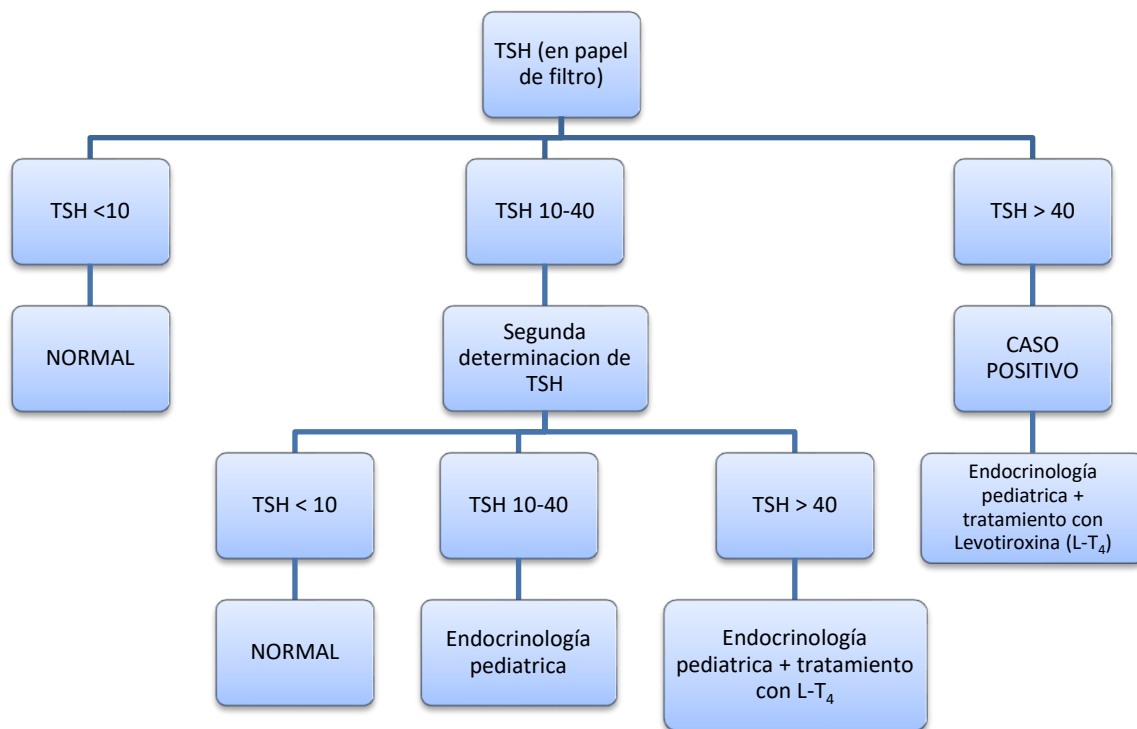 TSH (en papel
de filtro)
TSH <10
TSH 10-40
TSH > 40
NORMAL
Segunda
determinacion de
TSH
CASO
POSITIVO
TSH < 10
TSH 10-40
TSH > 40
Endocrinología
pediatrica +
tratamiento con
Levotiroxina (L-T₄)
NORMAL
Endocrinología
pediatrica
Endocrinología
pediatrica + tratamiento
con L-T₄